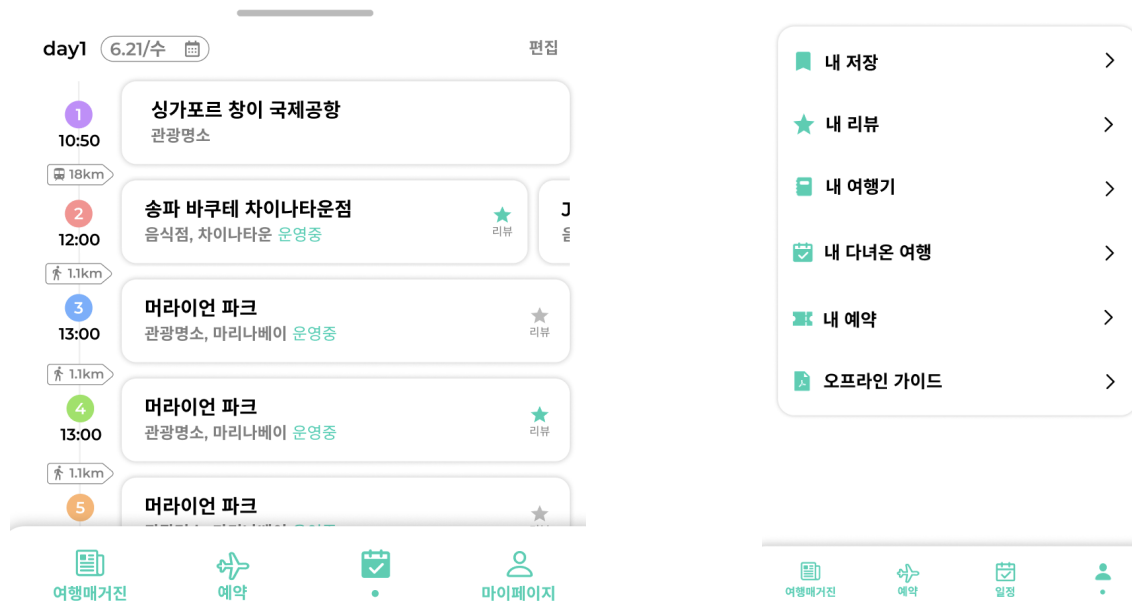 day1 6.21/수 편집
1
싱가포르 창이 국제공항
관광명소
10:50
18km
2
송파 바쿠테 차이나타운점
음식점, 차이나타운 운영중
리뷰
12:00
1.1km
3
머라이언 파크
관광명소, 마리나베이 운영중
리뷰
13:00
1.1km
4
머라이언 파크
관광명소, 마리나베이 운영중
리뷰
13:00
1.1km
5
머라이언 파크
여행매거진 예약 마이페이지
내 저장
내 리뷰
내 여행기
내 다녀온 여행
내 예약
오프라인 가이드
여행매거진 예약 일정